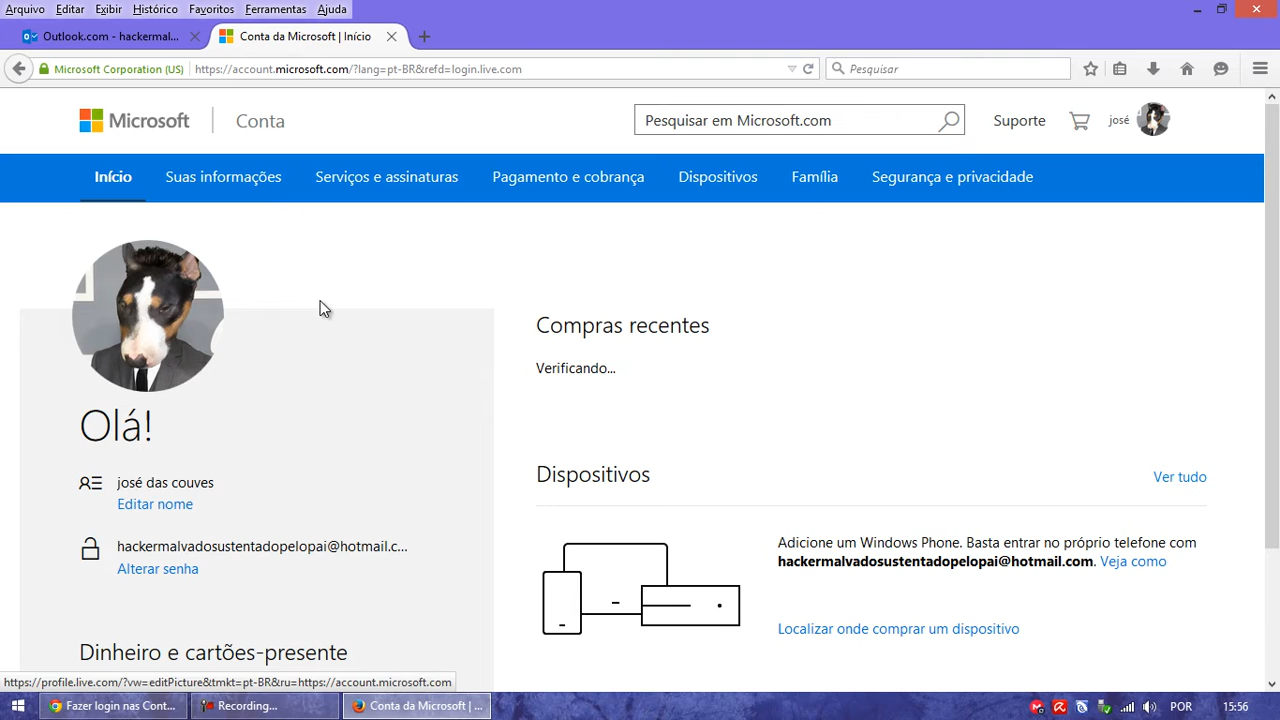 Arquivo Editar Exibir Histórico Favoritos Ferramentas Ajuda
Outlook.com - hackermal...
Conta da Microsoft | Início
Microsoft Corporation (US)
https://account.microsoft.com/?lang=pt-BR&refd=login.live.com
Pesquisar
Microsoft
Conta
Pesquisar em Microsoft.com
Suporte
josé
Início
Suas informações
Serviços e assinaturas
Pagamento e cobrança
Dispositivos
Família
Segurança e privacidade
Olá!
josé das couves
Editar nome
hackermalvadosustentadopelopai@hotmail.c...
Alterar senha
Dinheiro e cartões-presente
Compras recentes
Verificando...
Dispositivos
Ver tudo
Adicione um Windows Phone. Basta entrar no próprio telefone com
hackermalvadosustentadopelopai@hotmail.com. Veja como
Localizar onde comprar um dispositivo
https://profile.live.com/?vw=editPicture&tmkt=pt-BR&ru=https://account.microsoft.com
Fazer login nas Cont...
Recording...
Conta da Microsoft | ...
POR
15:56